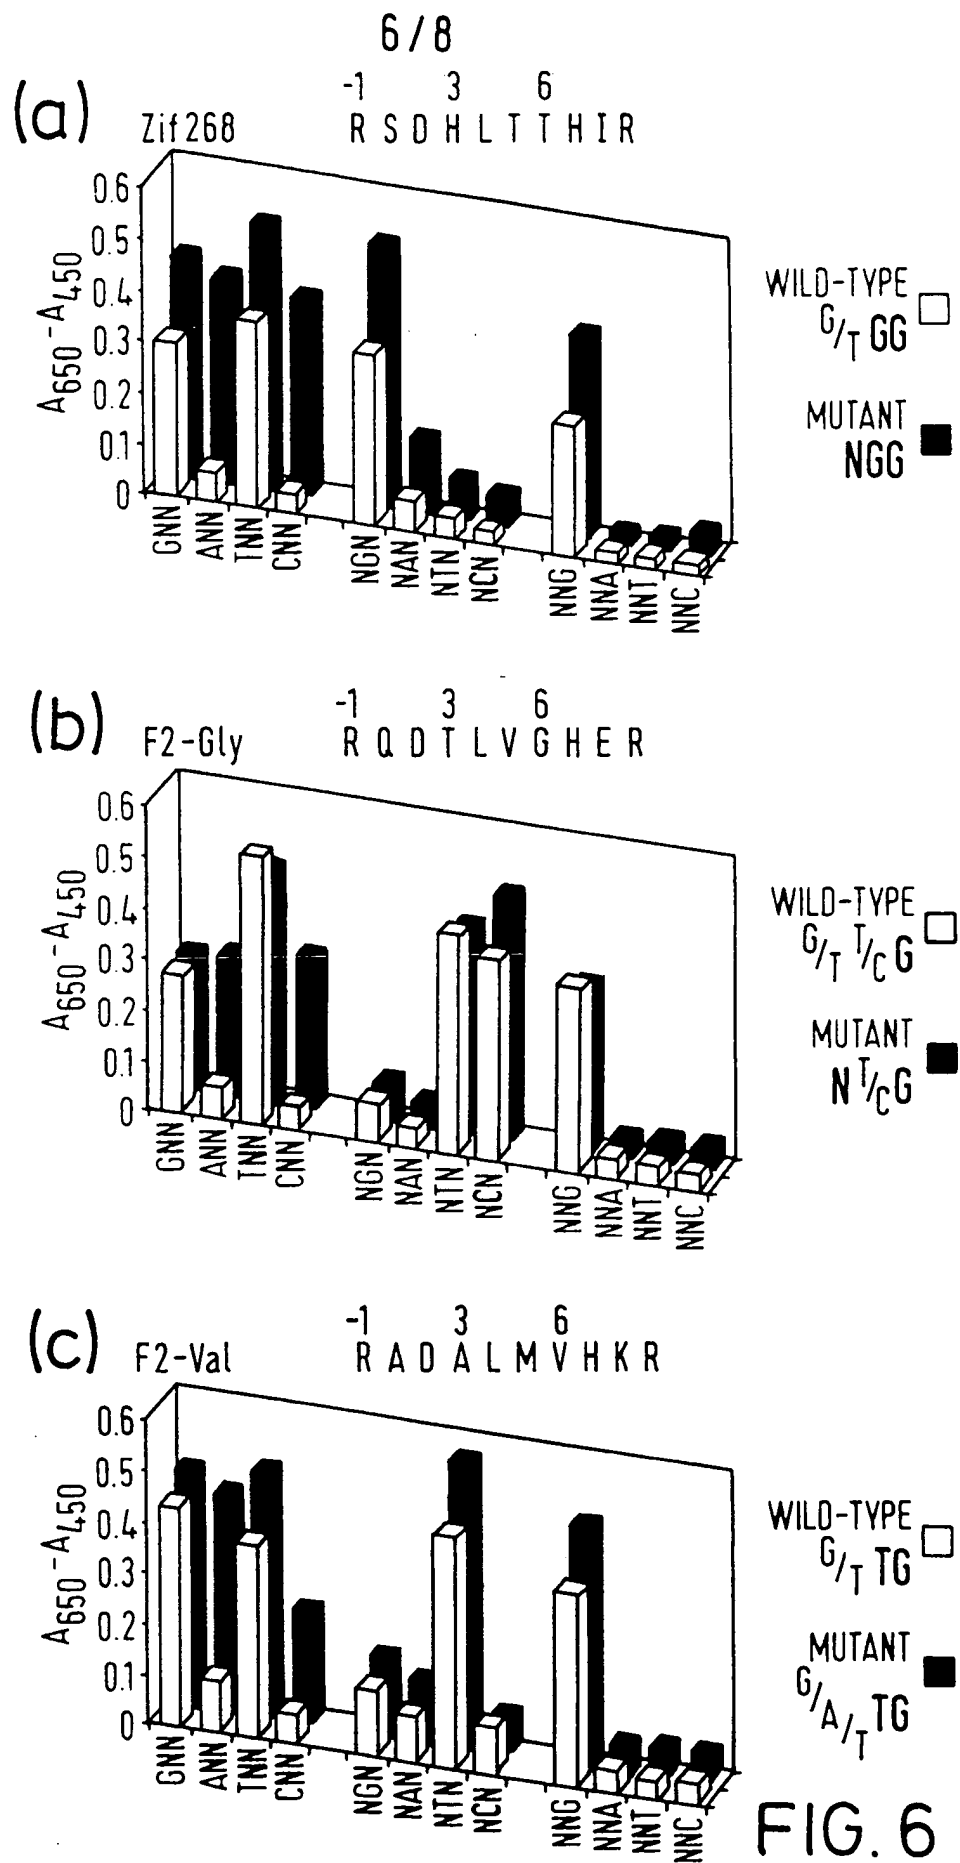 6/8
(a)
Zif268
-1 3 6
R S D H L T T H I R
0.6
0.5
0.4
0.3
0.2
0.1
0
A650-A450
GNN ANN TNN CNN NGN NAN NTN NCN NNG NNA NNT NNC
WILD-TYPE
G/T GG
MUTANT
NGG
(b)
F2-Gly
-1 3 6
R Q D T L V G H E R
0.6
0.5
0.4
0.3
0.2
0.1
0
A650-A450
GNN ANN TNN CNN NGN NAN NTN NCN NNG NNA NNT NNC
WILD-TYPE
G/T T/C G
MUTANT
N T/C G
(c)
F2-Val
-1 3 6
R A D A L M V H K R
0.6
0.5
0.4
0.3
0.2
0.1
0
A650-A450
GNN ANN TNN CNN NGN NAN NTN NCN NNG NNA NNT NNC
WILD-TYPE
G/T TG
MUTANT
G/A/T TG
FIG. 6